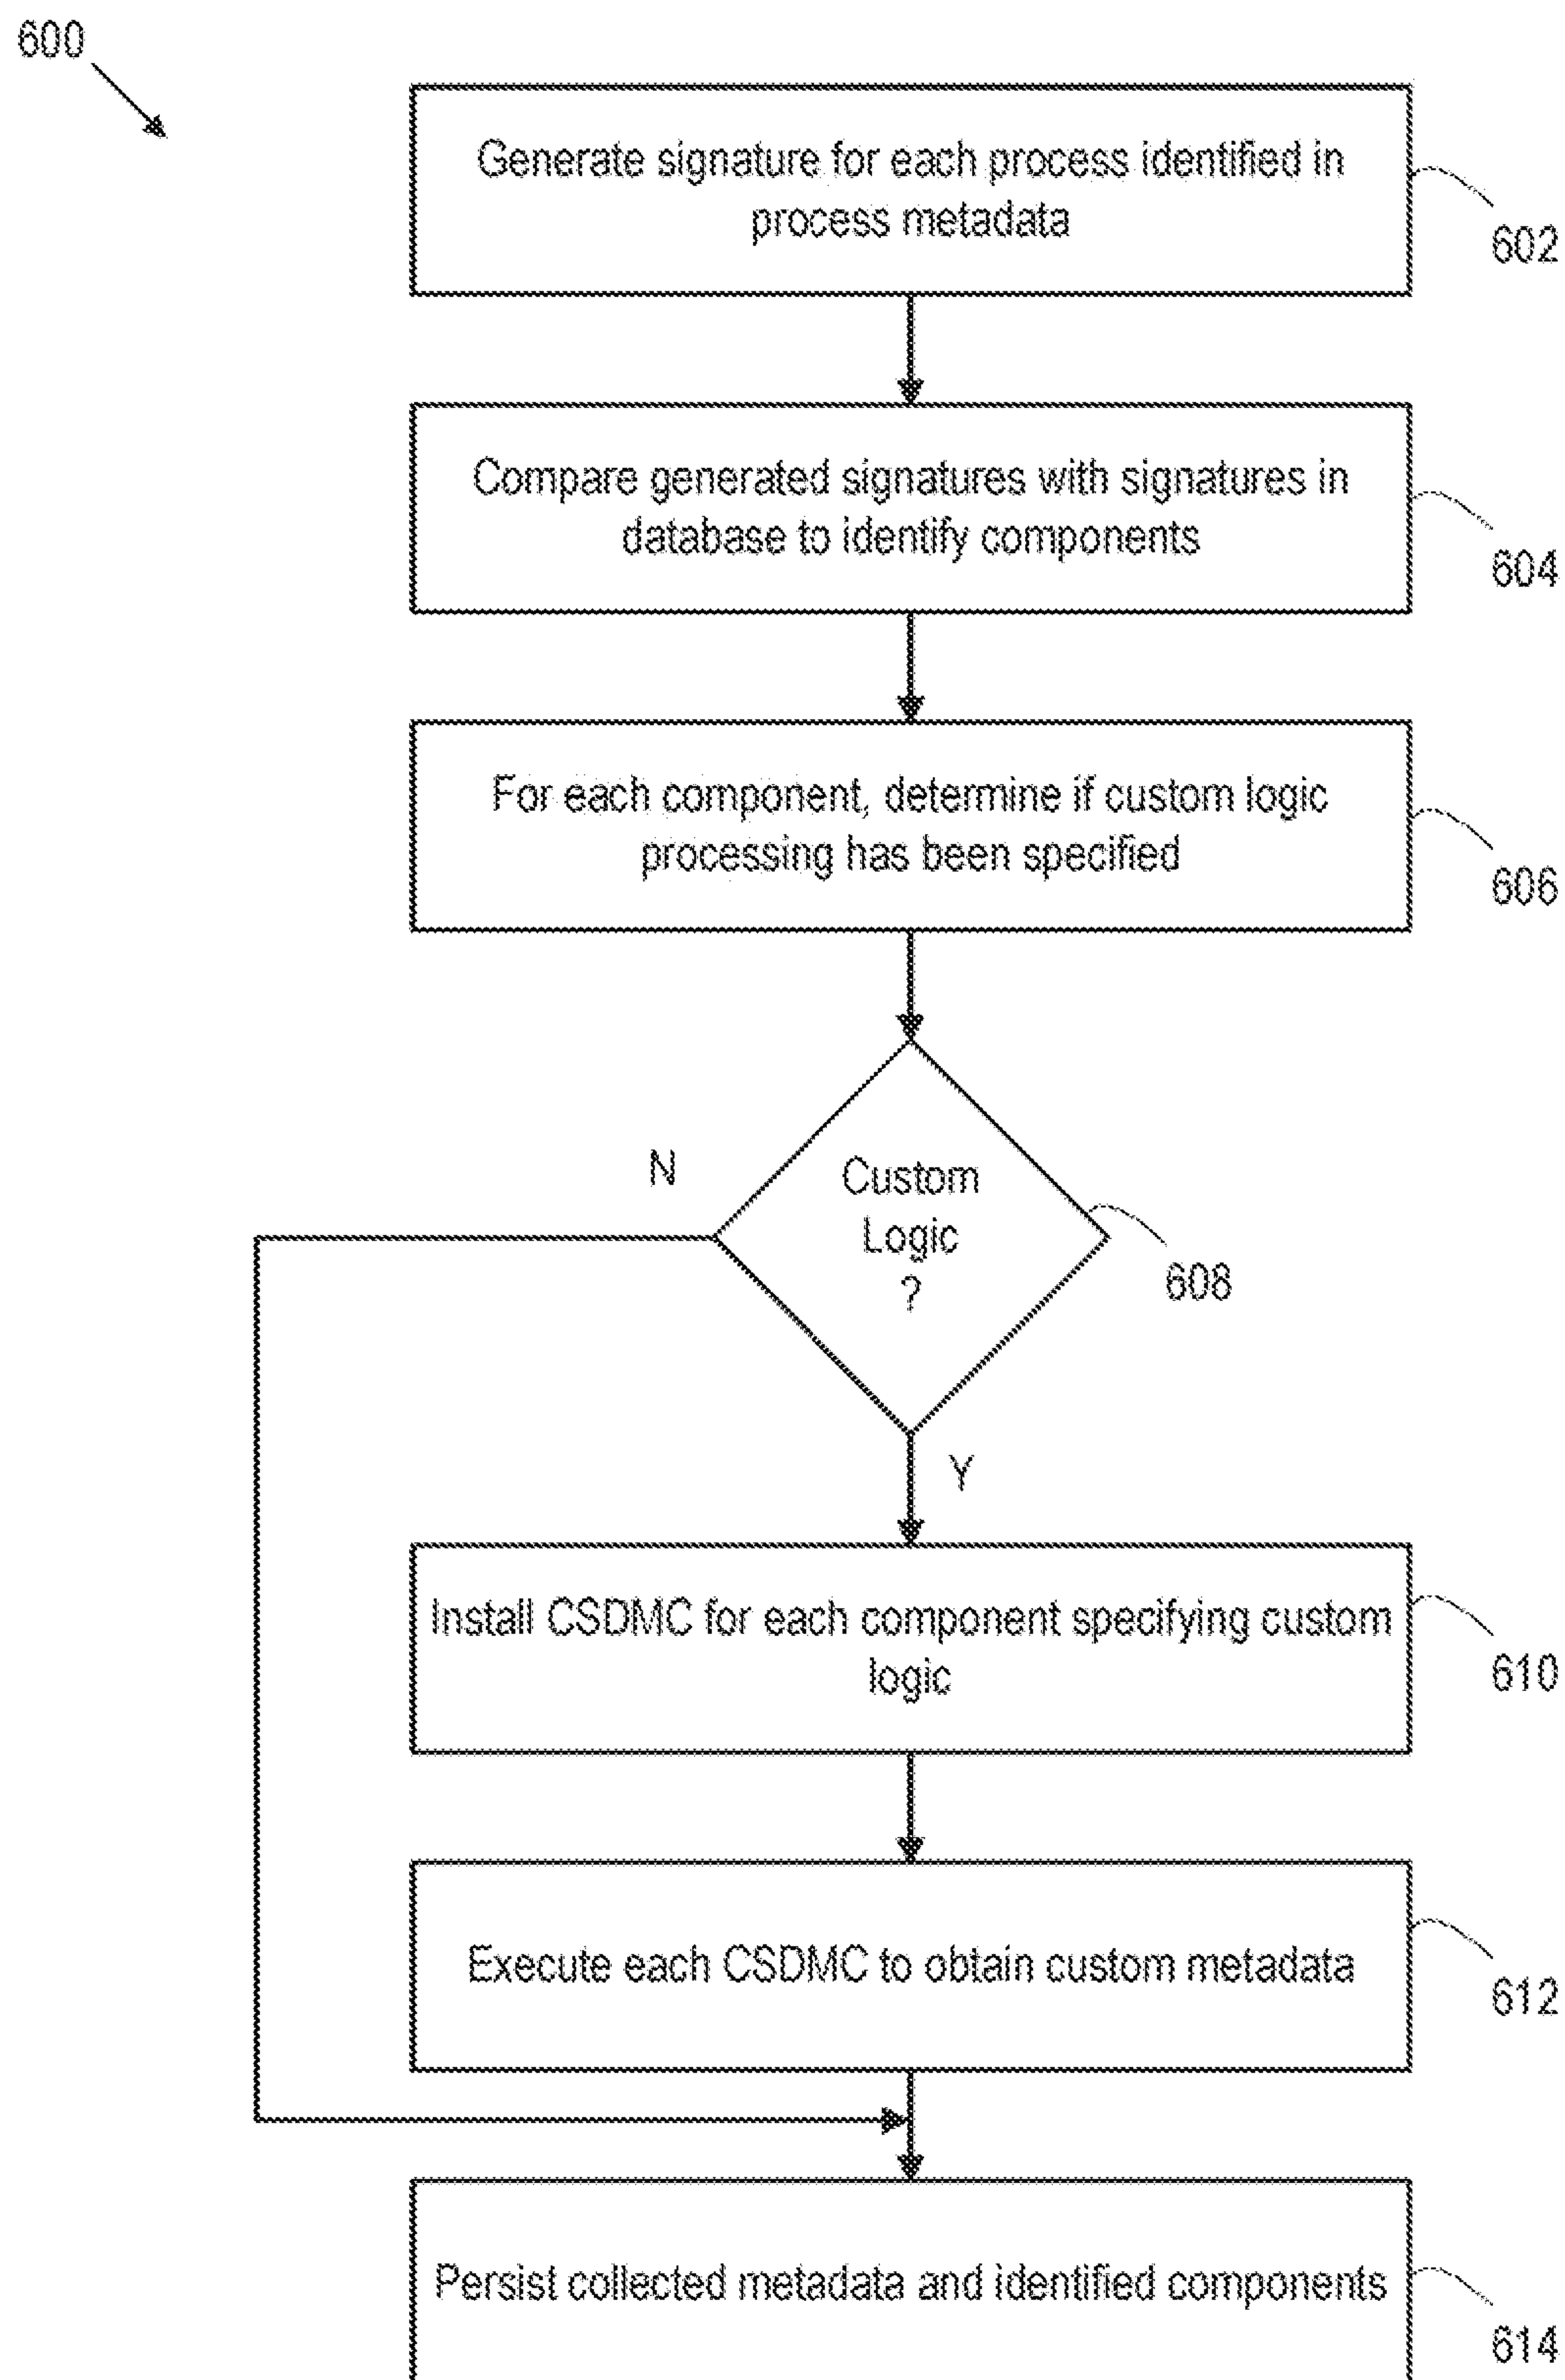 600
Generate signature for each process identified in
process metadata
602
Compare generated signatures with signatures in
database to identify components
604
For each component, determine if custom logic
processing has been specified
606
N
Custom
Logic
?
608
Y
Install CSDMC for each component specifying custom
logic
610
Execute each CSDMC to obtain custom metadata
612
Persist collected metadata and identified components
614